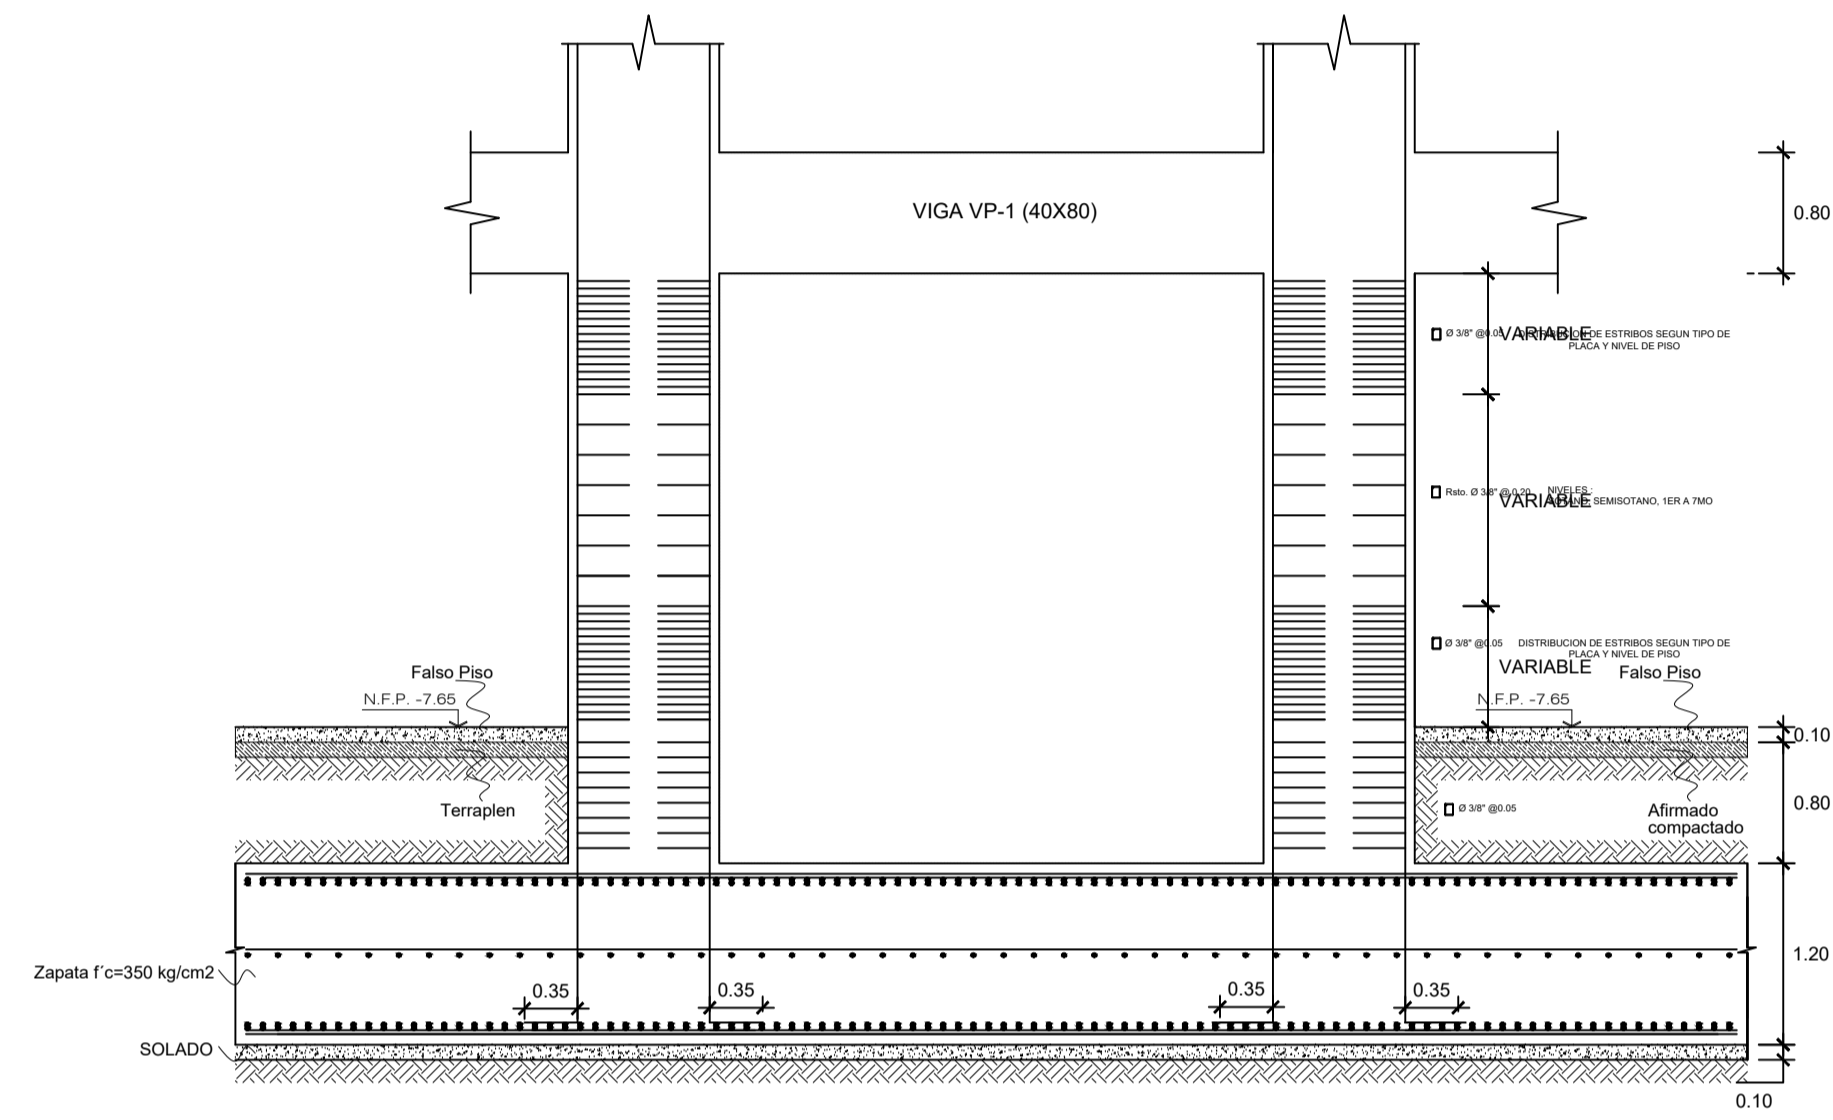 VIGA VP-1 (40X80)
0.80
Ø 3/8" @0.05
VARIABLE
DISTRIBUCION DE ESTRIBOS SEGUN TIPO DE
PLACA Y NIVEL DE PISO
Rsto. Ø 3/8" @ 0.20
VARIABLE
NIVELES :
SEMISOTANO, 1ER A 7MO
Ø 3/8" @0.05
DISTRIBUCION DE ESTRIBOS SEGUN TIPO DE
PLACA Y NIVEL DE PISO
VARIABLE
Falso Piso
N.F.P. -7.65
Falso Piso
N.F.P. -7.65
0.10
Terraplen
Ø 3/8" @0.05
Afirmado
compactado
0.80
Zapata f´c=350 kg/cm2
1.20
0.35
0.35
0.35
0.35
SOLADO
0.10